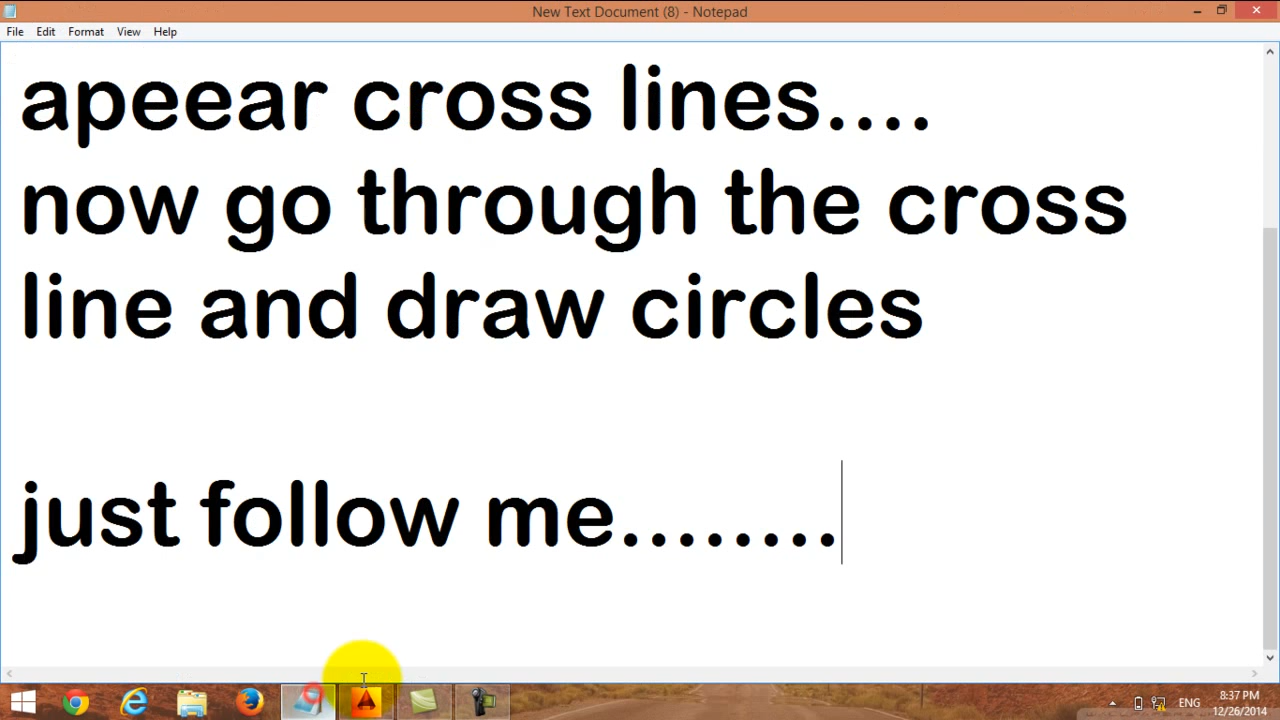 New Text Document (8) - Notepad
File Edit Format View Help
apeear cross lines....
now go through the cross
line and draw circles
just follow me........
ENG
8:37 PM
12/26/2014